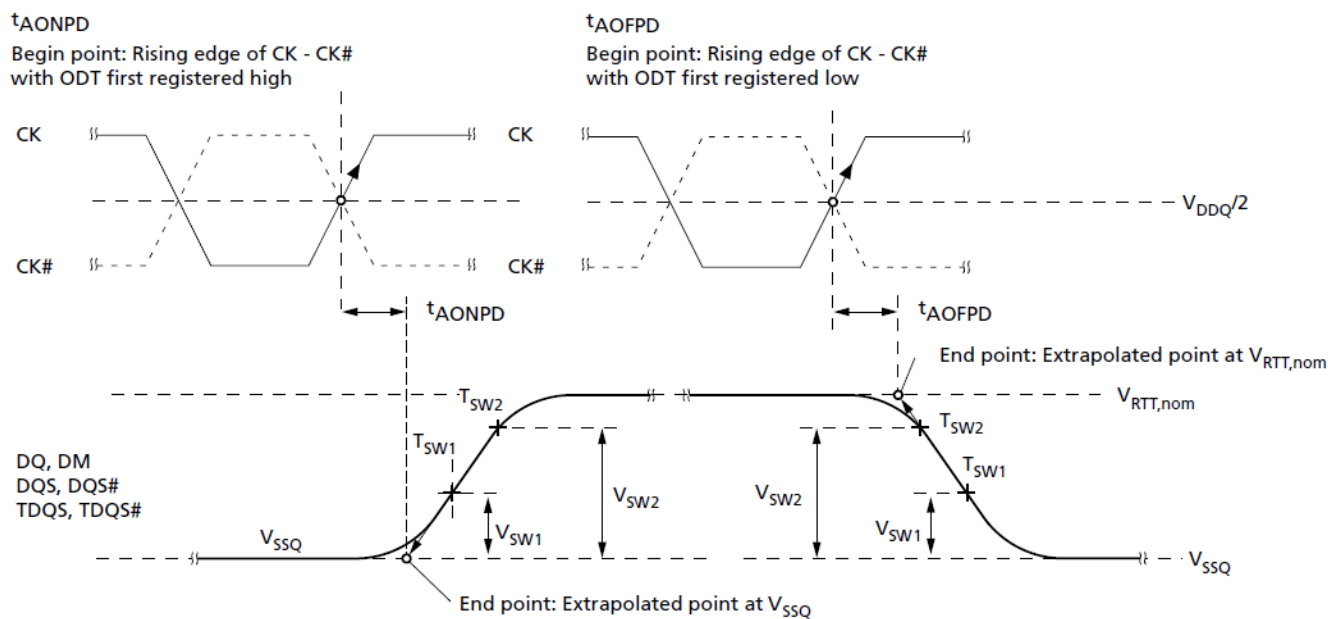 tAONPD
Begin point: Rising edge of CK - CK#
with ODT first registered high
tAOFPD
Begin point: Rising edge of CK - CK#
with ODT first registered low
CK
CK
VDDQ/2
CK#
CK#
tAONPD
tAOFPD
End point: Extrapolated point at VRTT,nom
TSW2
VRTT,nom
TSW2
TSW1
TSW1
DQ, DM
DQS, DQS#
TDQS, TDQS#
VSW2
VSW2
VSW1
VSW1
VSSQ
VSSQ
End point: Extrapolated point at VSSQ